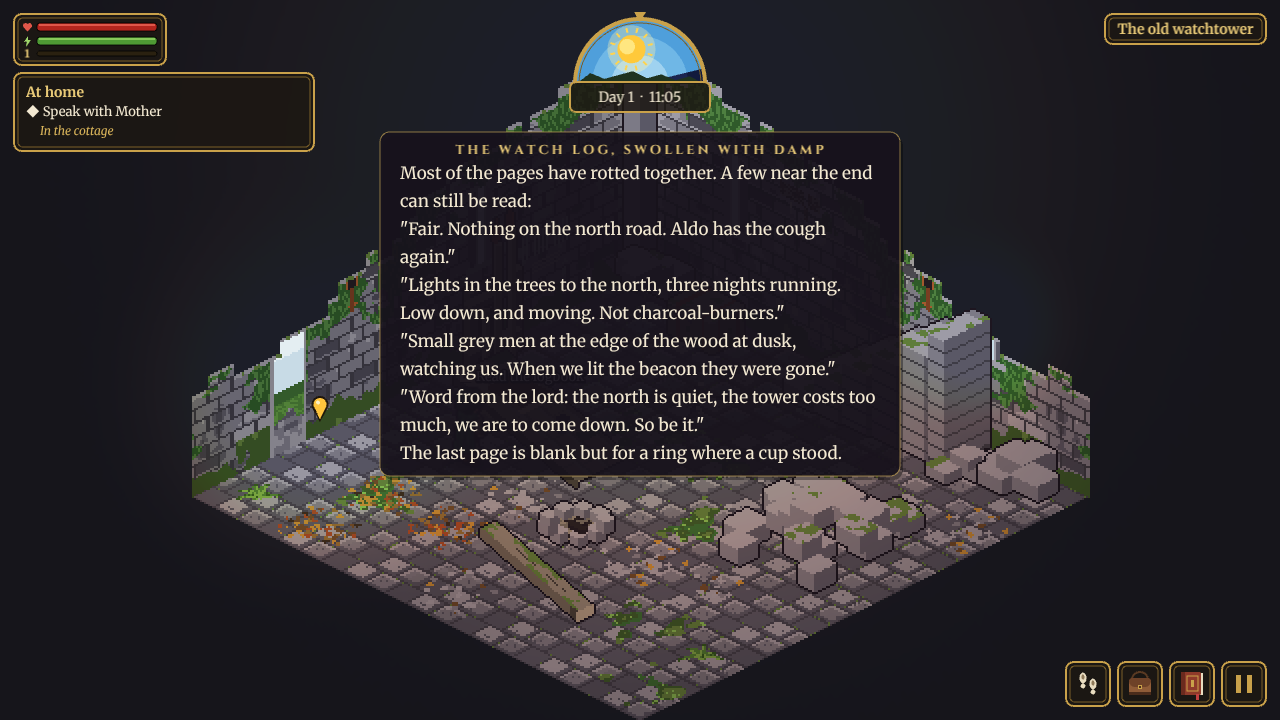 1
At home
◆ Speak with Mother
In the cottage
Day 1 · 11:05
The old watchtower
THE WATCH LOG, SWOLLEN WITH DAMP
Most of the pages have rotted together. A few near the end
can still be read:
"Fair. Nothing on the north road. Aldo has the cough
again."
"Lights in the trees to the north, three nights running.
Low down, and moving. Not charcoal-burners."
"Small grey men at the edge of the wood at dusk,
watching us. When we lit the beacon they were gone."
"Word from the lord: the north is quiet, the tower costs too
much, we are to come down. So be it."
The last page is blank but for a ring where a cup stood.